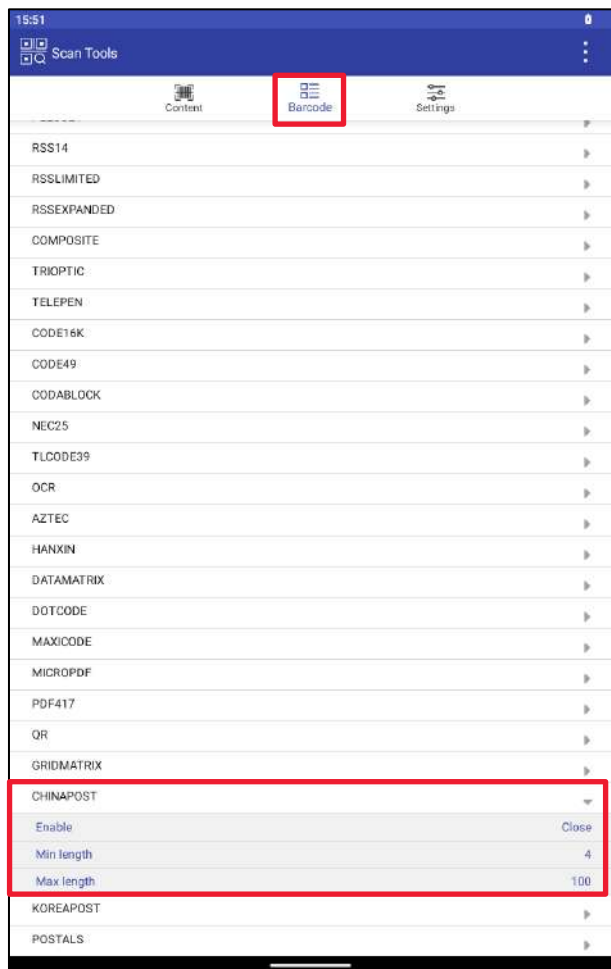 15:51
Scan Tools
Content Barcode Settings
RSS14
RSSLIMITED
RSSEXPANDED
COMPOSITE
TRIOPTIC
TELEPEN
CODE16K
CODE49
CODABLOCK
NEC25
TLCODE39
OCR
AZTEC
HANXIN
DATAMATRIX
DOTCODE
MAXICODE
MICROPDF
PDF417
QR
GRIDMATRIX
CHINAPOST
Enable Close
Min length 4
Max length 100
KOREAPOST
POSTALS